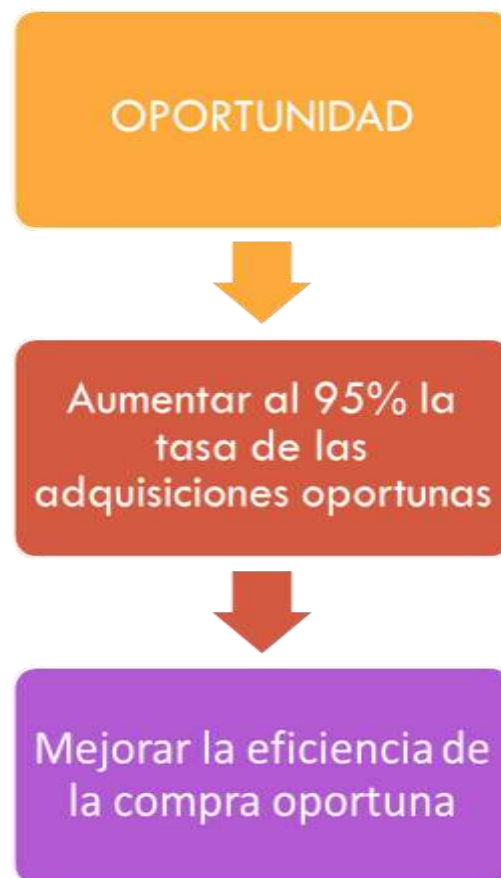 OPORTUNIDAD
Aumentar al 95% la
tasa de las
adquisiciones oportunas
Mejorar la eficiencia de
la compra oportuna